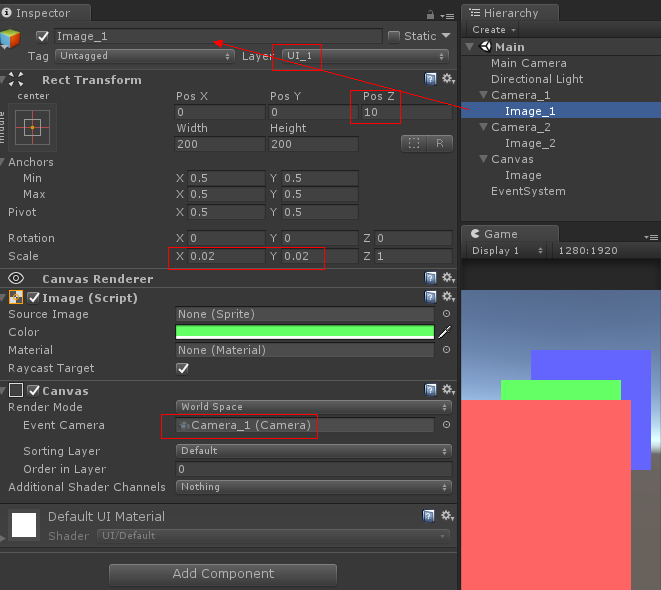 Inspector
Image_1
Static
Tag Untagged Layer UI_1
Rect Transform
center
middle
Pos X Pos Y Pos Z
0 0 10
Width Height
200 200
R
Anchors
Min X 0.5 Y 0.5
Max X 0.5 Y 0.5
Pivot X 0.5 Y 0.5
Rotation X 0 Y 0 Z 0
Scale X 0.02 Y 0.02 Z 1
Canvas Renderer
Image (Script)
Source Image None (Sprite)
Color
Material None (Material)
Raycast Target
Canvas
Render Mode World Space
Event Camera Camera_1 (Camera)
Sorting Layer Default
Order in Layer 0
Additional Shader Channels Nothing
Default UI Material
Shader UI/Default
Add Component
Hierarchy
Create
Main
Main Camera
Directional Light
Camera_1
Image_1
Camera_2
Image_2
Canvas
Image
EventSystem
Game
Display 1 1280:1920